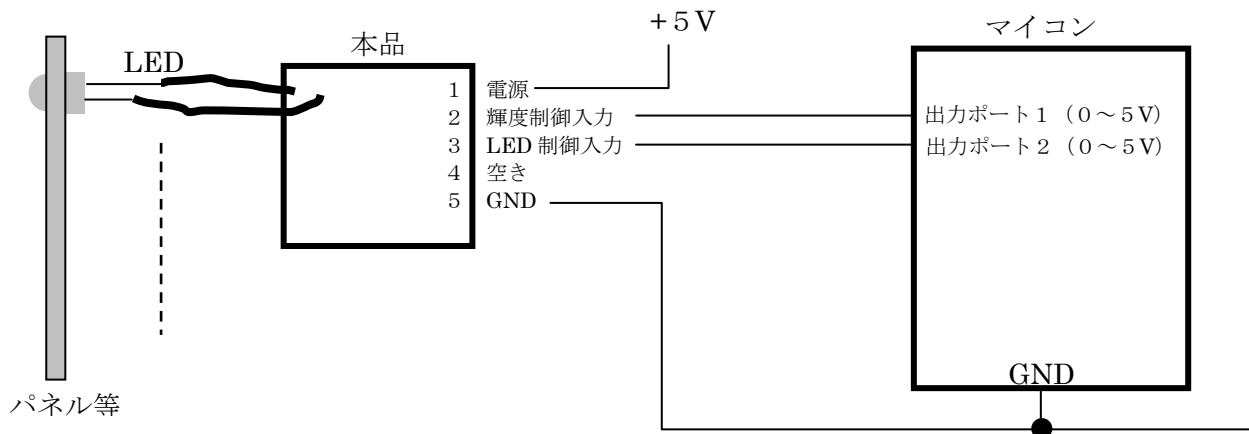 +5V
マイコン
本品
LED
1 電源
2 輝度制御入力
3 LED 制御入力
4 空き
5 GND
出力ポート1（0～5V）
出力ポート2（0～5V）
GND
パネル等